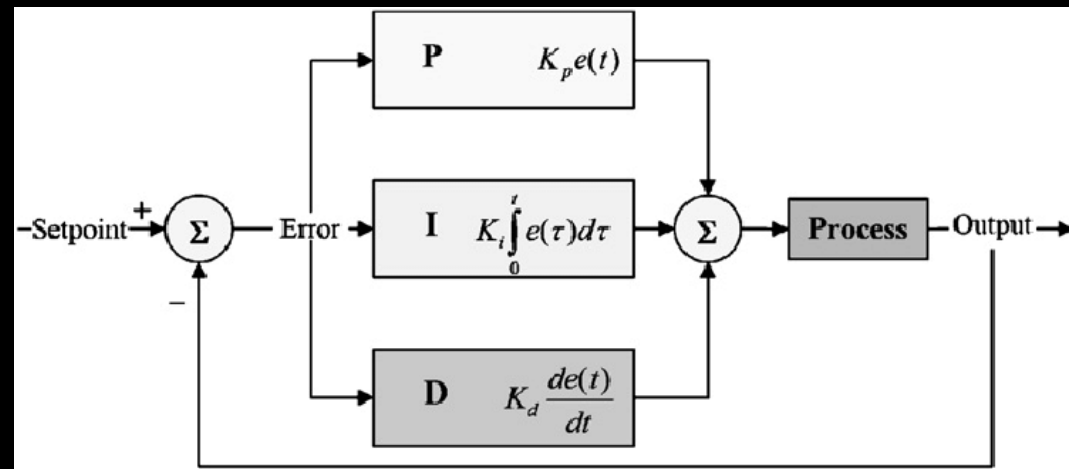 P K_p e(t)
Setpoint + Σ Error I K_i ∫_0^t e(τ)dτ Σ Process Output
−
D K_d de(t)/dt